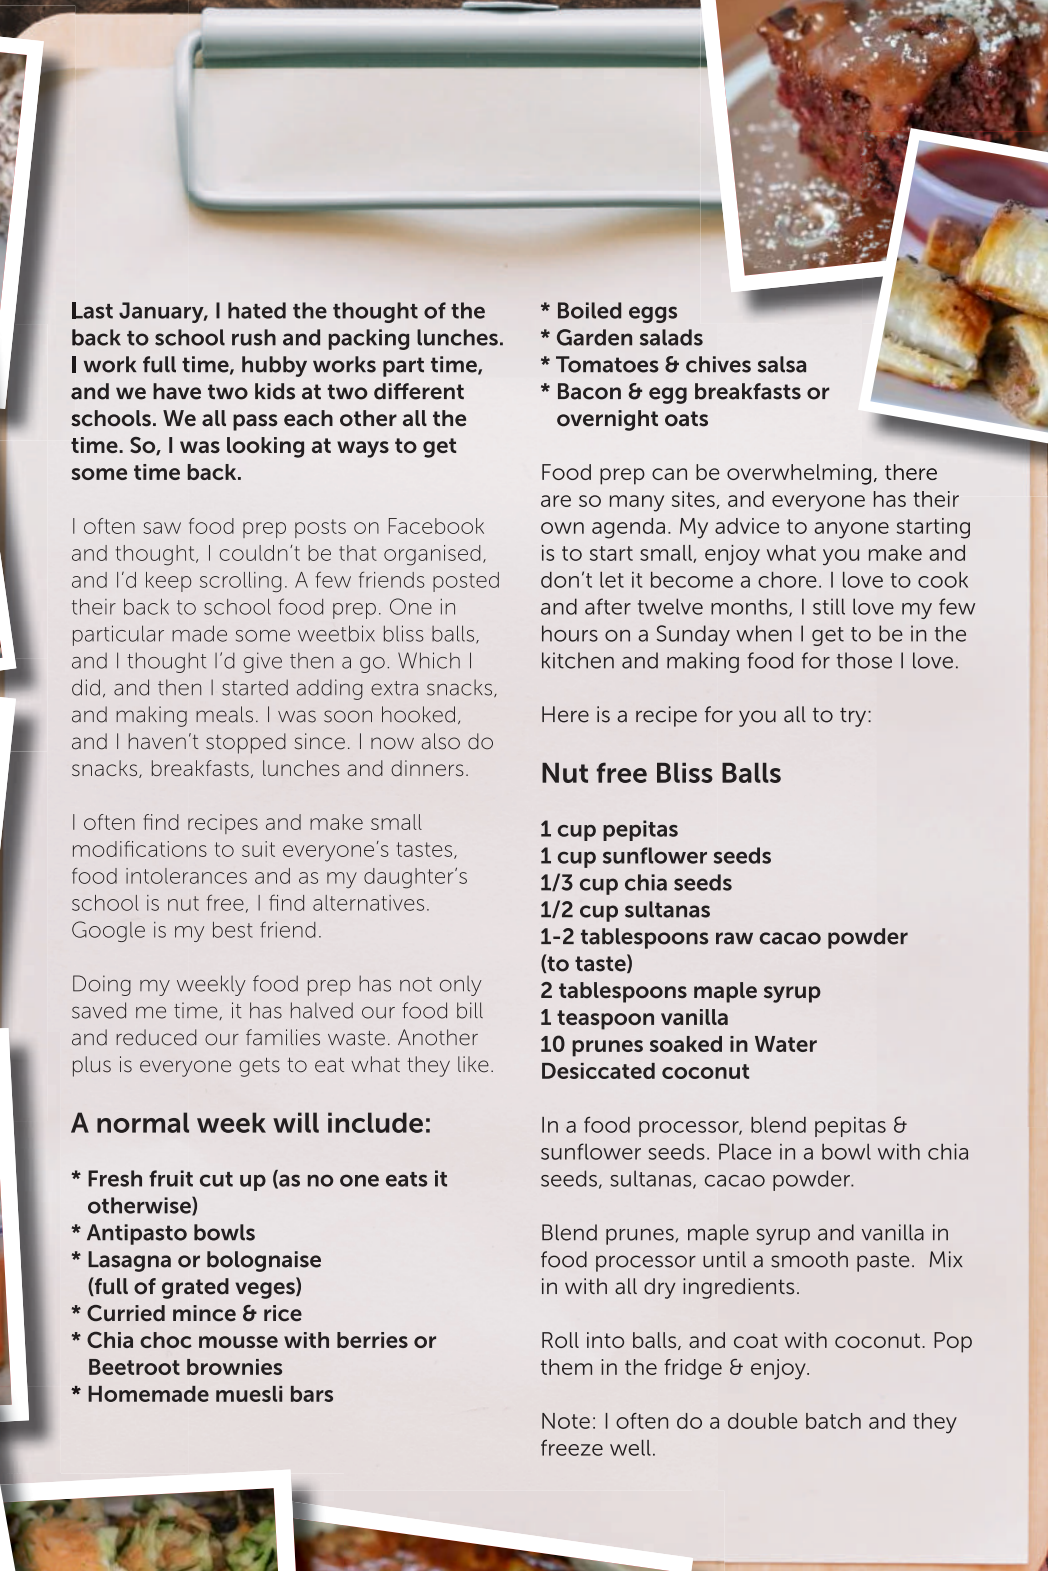 Last January, I hated the thought of the
back to school rush and packing lunches.
I work full time, hubby works part time,
and we have two kids at two different
schools. We all pass each other all the
time. So, I was looking at ways to get
some time back.
I often saw food prep posts on Facebook
and thought, I couldn't be that organised,
and I'd keep scrolling. A few friends posted
their back to school food prep. One in
particular made some weetbix bliss balls,
and I thought I'd give then a go. Which I
did, and then I started adding extra snacks,
and making meals. I was soon hooked,
and I haven't stopped since. I now also do
snacks, breakfasts, lunches and dinners.
I often find recipes and make small
modifications to suit everyone's tastes,
food intolerances and as my daughter's
school is nut free, I find alternatives.
Google is my best friend.
Doing my weekly food prep has not only
saved me time, it has halved our food bill
and reduced our families waste. Another
plus is everyone gets to eat what they like.
A normal week will include:
* Fresh fruit cut up (as no one eats it
otherwise)
* Antipasto bowls
* Lasagna or bolognaise
(full of grated veges)
* Curried mince & rice
* Chia choc mousse with berries or
Beetroot brownies
* Homemade muesli bars
* Boiled eggs
* Garden salads
* Tomatoes & chives salsa
* Bacon & egg breakfasts or
overnight oats
Food prep can be overwhelming, there
are so many sites, and everyone has their
own agenda. My advice to anyone starting
is to start small, enjoy what you make and
don't let it become a chore. I love to cook
and after twelve months, I still love my few
hours on a Sunday when I get to be in the
kitchen and making food for those I love.
Here is a recipe for you all to try:
Nut free Bliss Balls
1 cup pepitas
1 cup sunflower seeds
1/3 cup chia seeds
1/2 cup sultanas
1-2 tablespoons raw cacao powder
(to taste)
2 tablespoons maple syrup
1 teaspoon vanilla
10 prunes soaked in Water
Desiccated coconut
In a food processor, blend pepitas &
sunflower seeds. Place in a bowl with chia
seeds, sultanas, cacao powder.
Blend prunes, maple syrup and vanilla in
food processor until a smooth paste.  Mix
in with all dry ingredients.
Roll into balls, and coat with coconut. Pop
them in the fridge & enjoy.
Note: I often do a double batch and they
freeze well.